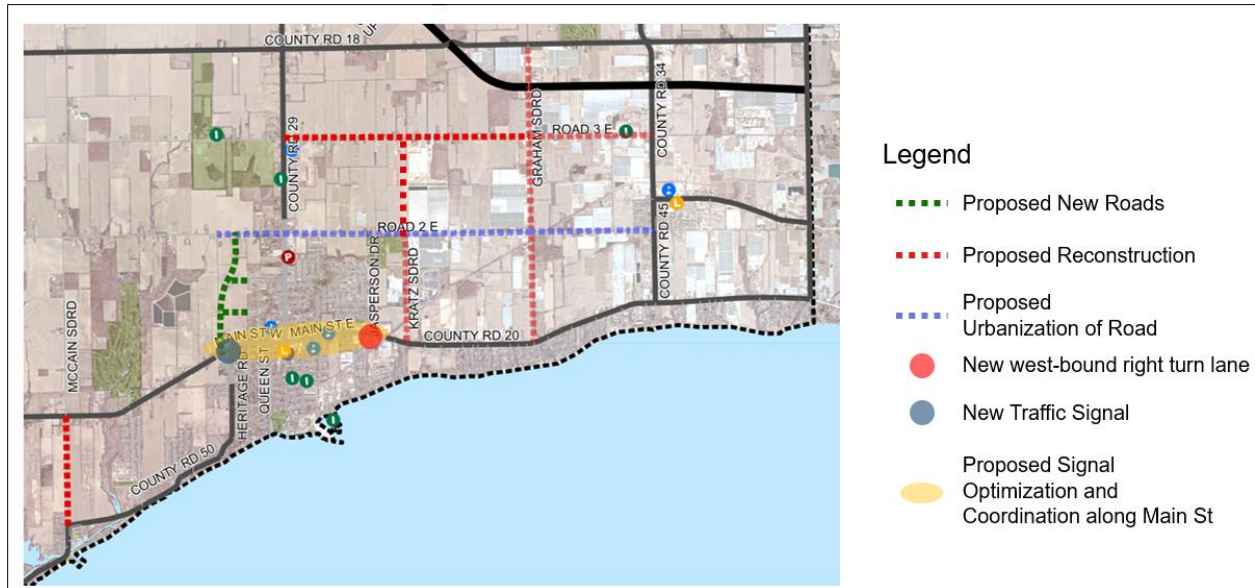 COUNTY RD 18
UP
COUNTY RD 34
COUNTY RD 29
ROAD 3 E
GRAHAM SDRD
ROAD 2 E
COUNTY RD 45
P
SPERSON DR
KRATZ SDRD
MAIN ST E
COUNTY RD 20
MCCAIN SDRD
HERITAGE RD
QUEEN ST
L
COUNTY RD 50
Legend
Proposed New Roads
Proposed Reconstruction
Proposed
Urbanization of Road
New west-bound right turn lane
New Traffic Signal
Proposed Signal
Optimization and
Coordination along Main St